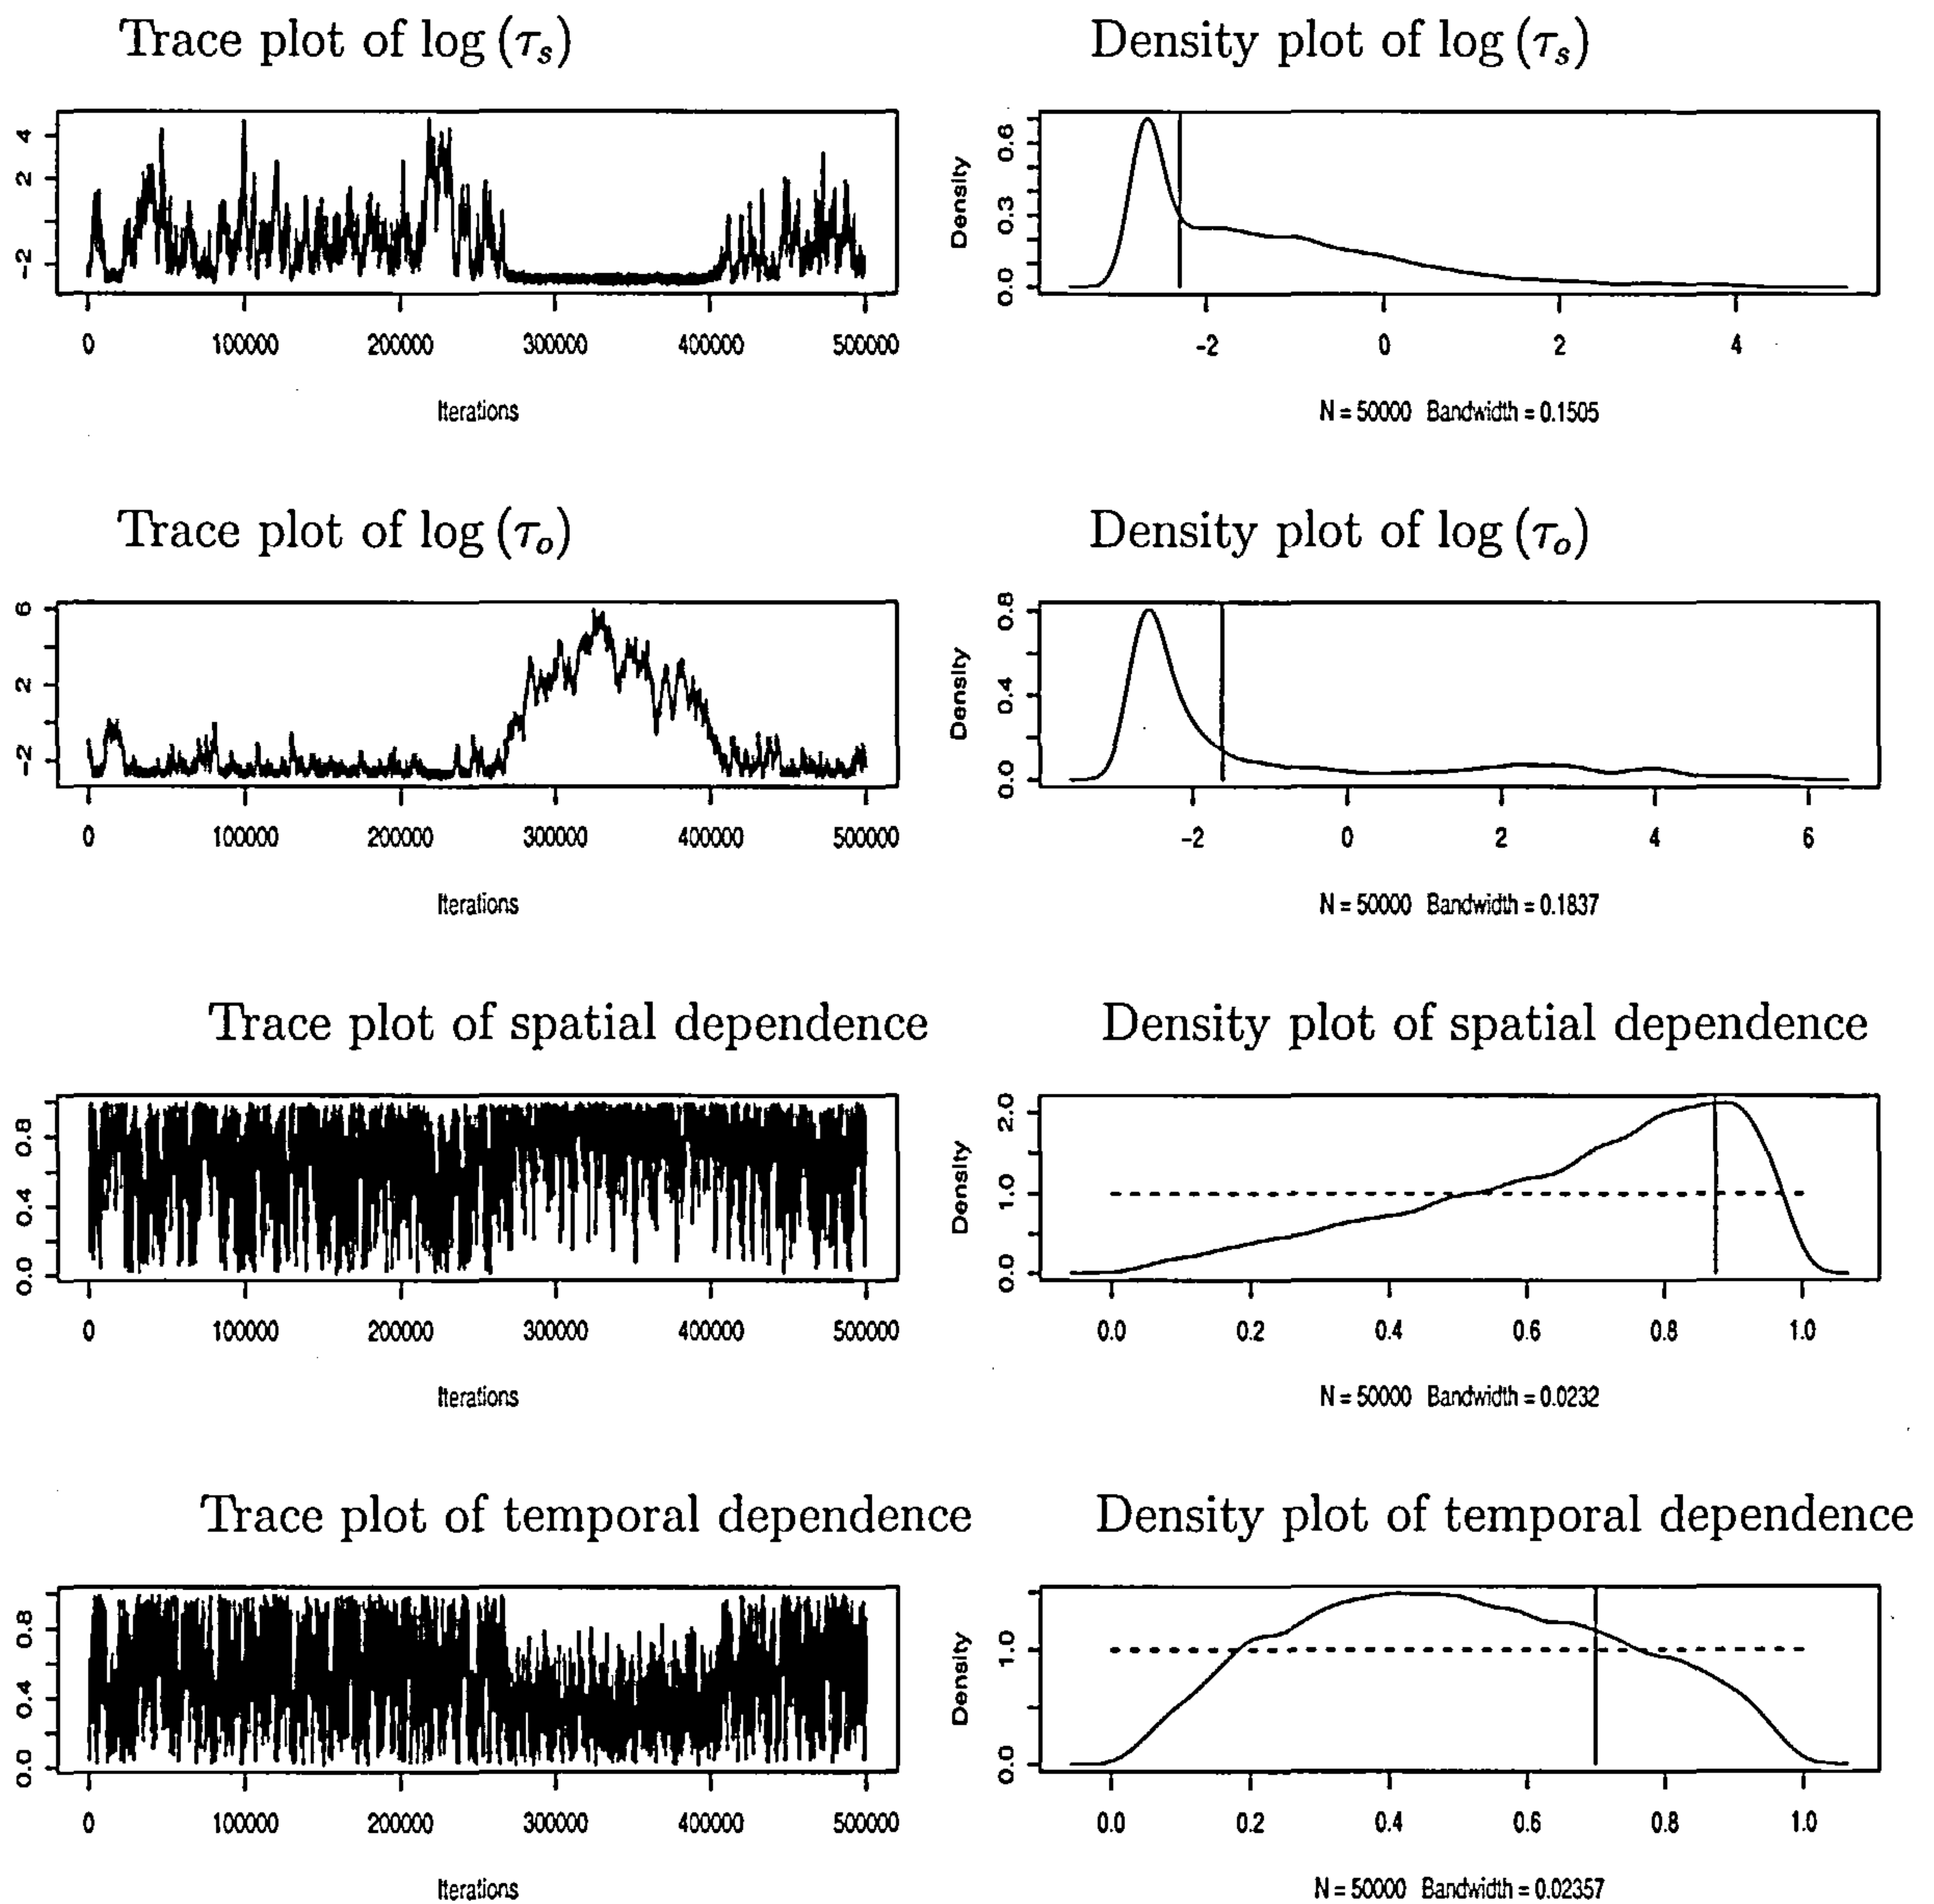 Trace plot of log (τs)
Density plot of log (τs)
4
2
−2
0 100000 200000 300000 400000 500000
Iterations
Density
0.6
0.3
0.0
−2 0 2 4
N = 50000 Bandwidth = 0.1505
Trace plot of log (τo)
Density plot of log (τo)
6
2
−2
0 100000 200000 300000 400000 500000
Iterations
Density
0.8
0.4
0.0
−2 0 2 4 6
N = 50000 Bandwidth = 0.1837
Trace plot of spatial dependence
Density plot of spatial dependence
0.8
0.4
0.0
0 100000 200000 300000 400000 500000
Iterations
Density
2.0
1.0
0.0
0.0 0.2 0.4 0.6 0.8 1.0
N = 50000 Bandwidth = 0.0232
Trace plot of temporal dependence
Density plot of temporal dependence
0.8
0.4
0.0
0 100000 200000 300000 400000 500000
Iterations
Density
1.0
0.0
0.0 0.2 0.4 0.6 0.8 1.0
N = 50000 Bandwidth = 0.02357